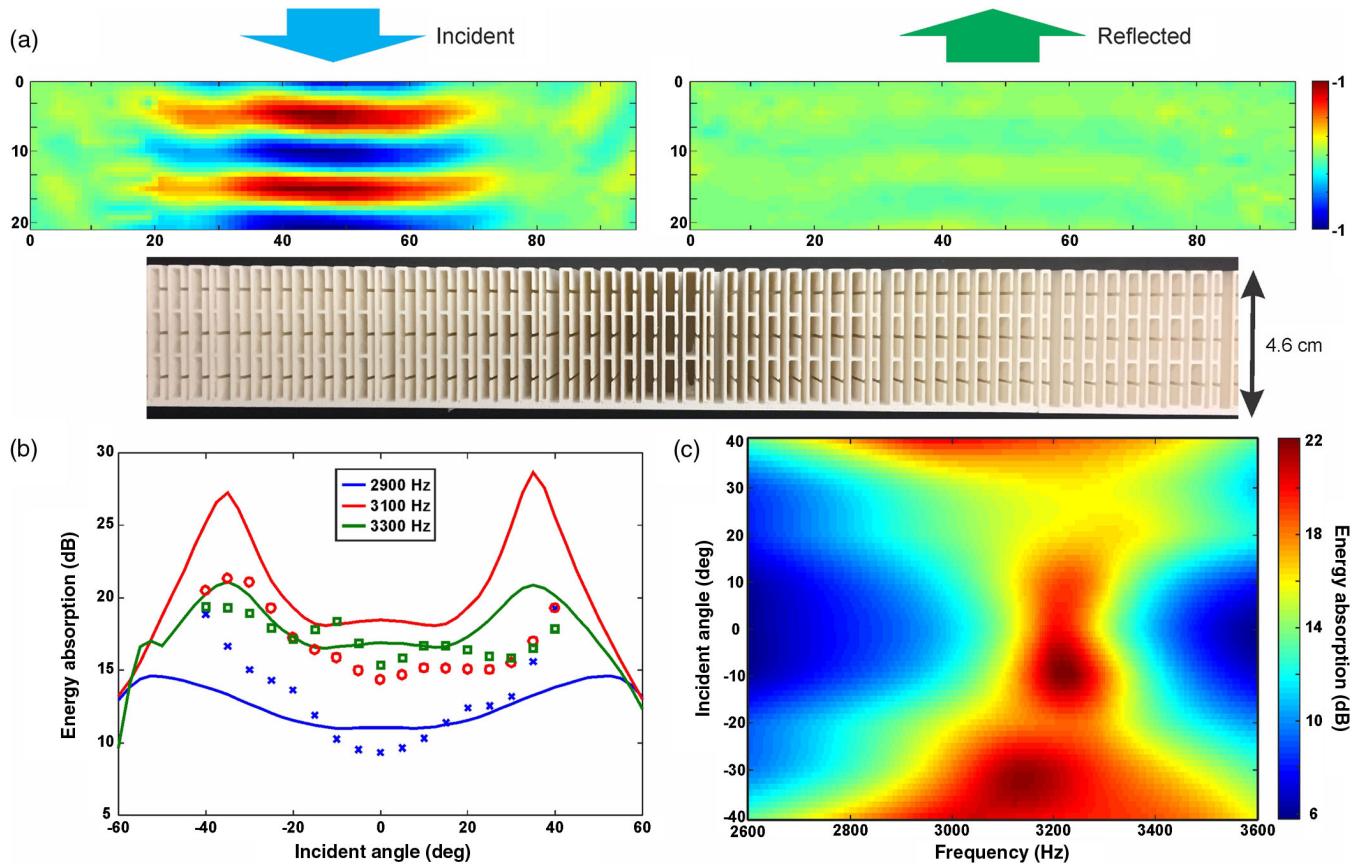 (a)
Incident
Reflected
0
10
20
0 20 40 60 80
0
10
20
0 20 40 60 80
-1
-1
4.6 cm
(b)
30
25
20
15
10
5
Energy absorption (dB)
2900 Hz
3100 Hz
3300 Hz
-60 -40 -20 0 20 40 60
Incident angle (deg)
(c)
40
30
20
10
0
-10
-20
-30
-40
Incident angle (deg)
2600 2800 3000 3200 3400 3600
Frequency (Hz)
22
18
14
10
6
Energy absorption (dB)